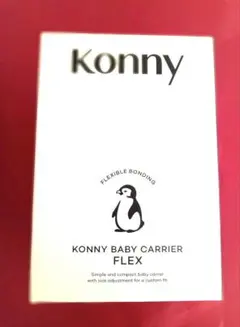 Konny
FLEXIBLE BONDING
KONNY BABY CARRIER
FLEX
Simple and compact baby carrier
with size adjustment for a custom fit